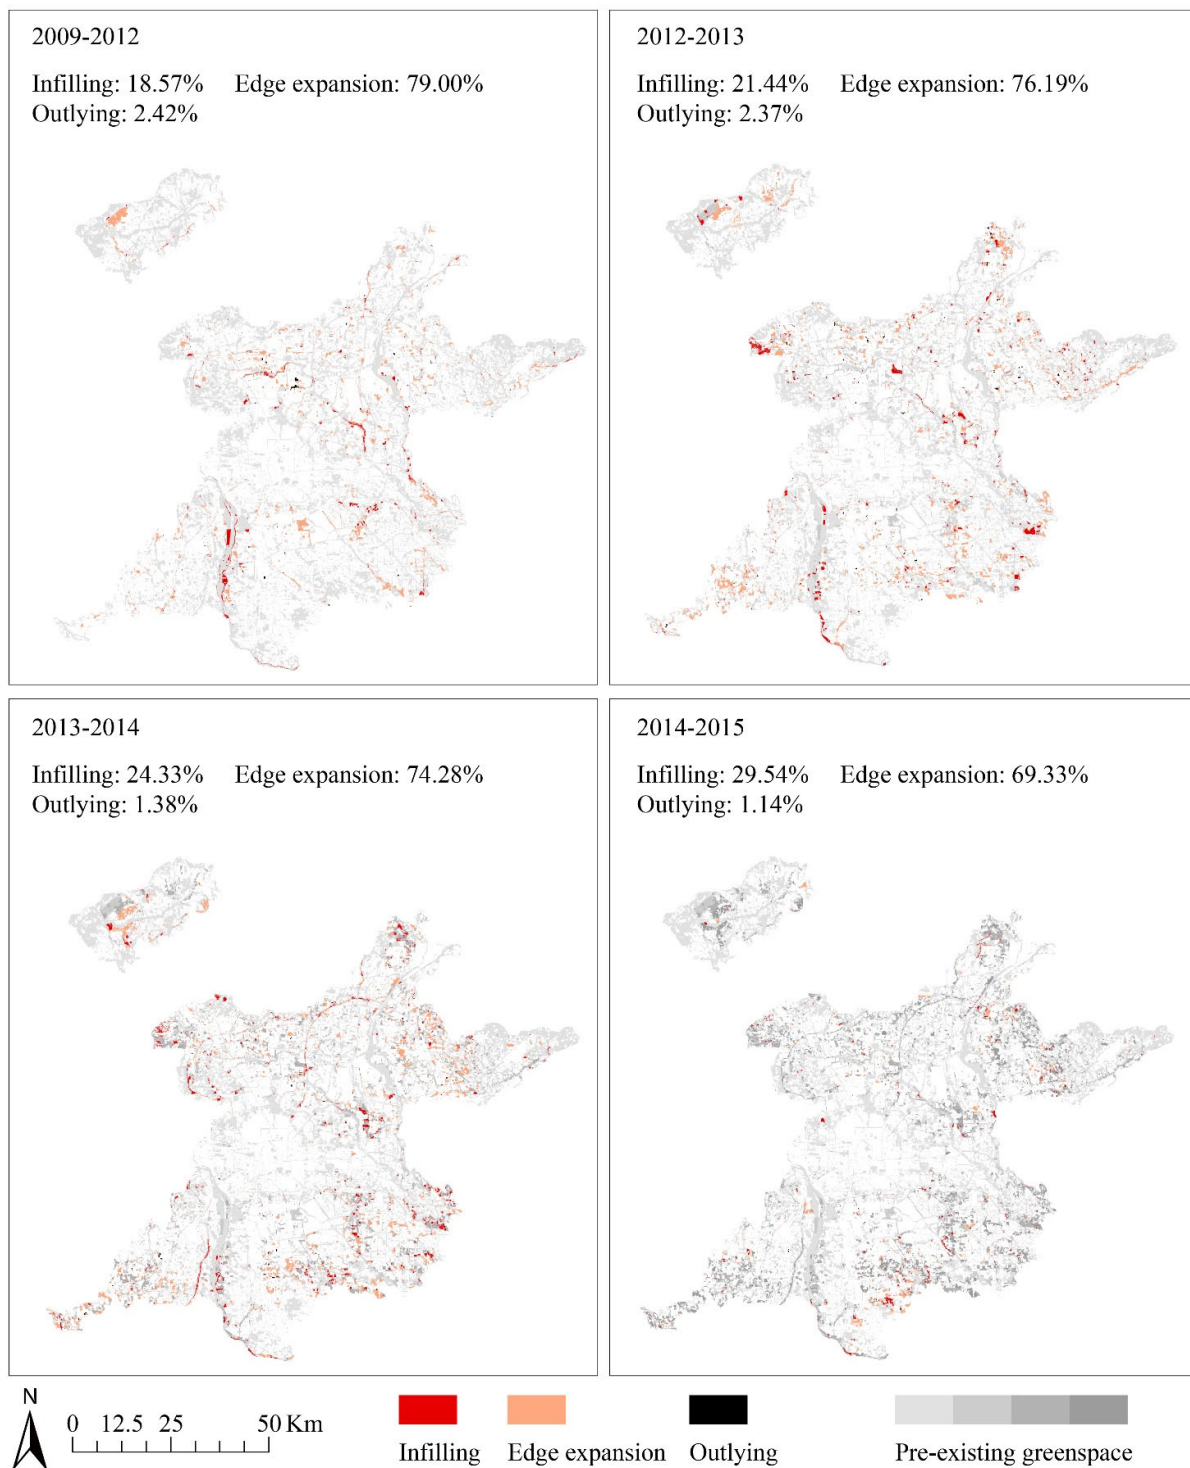 2009-2012
Infilling: 18.57% Edge expansion: 79.00%
Outlying: 2.42%
2012-2013
Infilling: 21.44% Edge expansion: 76.19%
Outlying: 2.37%
2013-2014
Infilling: 24.33% Edge expansion: 74.28%
Outlying: 1.38%
2014-2015
Infilling: 29.54% Edge expansion: 69.33%
Outlying: 1.14%
N
0 12.5 25 50 Km
Infilling Edge expansion Outlying Pre-existing greenspace